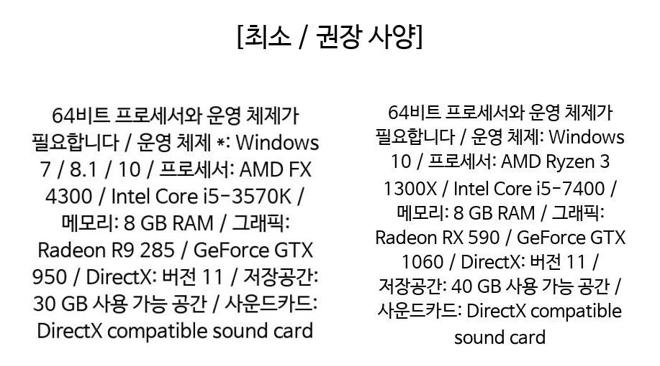 [최소 / 권장 사양]
64비트 프로세서와 운영 체제가
필요합니다 / 운영 체제 *: Windows
7 / 8.1 / 10 / 프로세서: AMD FX
4300 / Intel Core i5-3570K /
메모리: 8 GB RAM / 그래픽:
Radeon R9 285 / GeForce GTX
950 / DirectX: 버전 11 / 저장공간:
30 GB 사용 가능 공간 / 사운드카드:
DirectX compatible sound card
64비트 프로세서와 운영 체제가
필요합니다 / 운영 체제: Windows
10 / 프로세서: AMD Ryzen 3
1300X / Intel Core i5-7400 /
메모리: 8 GB RAM / 그래픽:
Radeon RX 590 / GeForce GTX
1060 / DirectX: 버전 11 /
저장공간: 40 GB 사용 가능 공간 /
사운드카드: DirectX compatible
sound card